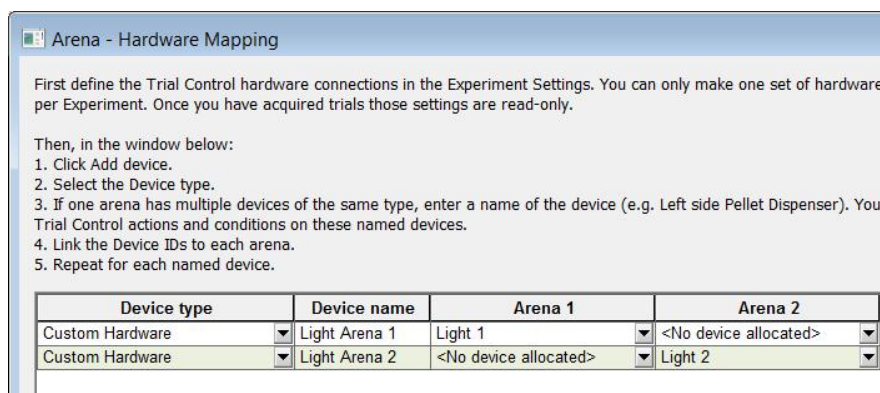 Arena - Hardware Mapping
First define the Trial Control hardware connections in the Experiment Settings. You can only make one set of hardware
per Experiment. Once you have acquired trials those settings are read-only.
Then, in the window below:
1. Click Add device.
2. Select the Device type.
3. If one arena has multiple devices of the same type, enter a name of the device (e.g. Left side Pellet Dispenser). You
Trial Control actions and conditions on these named devices.
4. Link the Device IDs to each arena.
5. Repeat for each named device.
Device type Device name Arena 1 Arena 2
Custom Hardware Light Arena 1 Light 1 <No device allocated>
Custom Hardware Light Arena 2 <No device allocated> Light 2